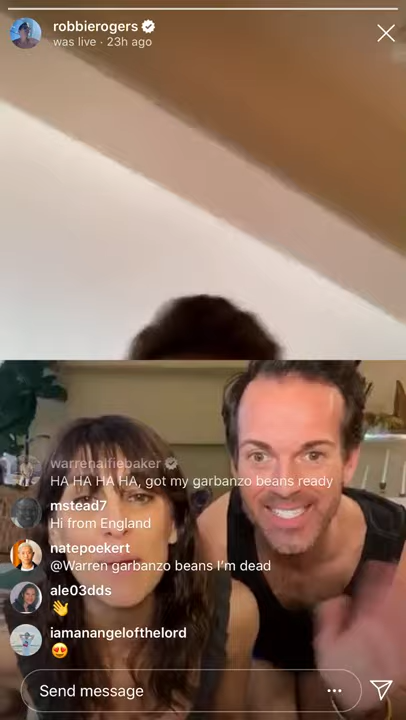 robbierogers
was live · 23h ago
warrenalfiebaker
HA HA HA HA, got my garbanzo beans ready
mstead7
Hi from England
natepoekert
@Warren garbanzo beans I'm dead
ale03dds
👋
iamanangelofthelord
😍
Send message